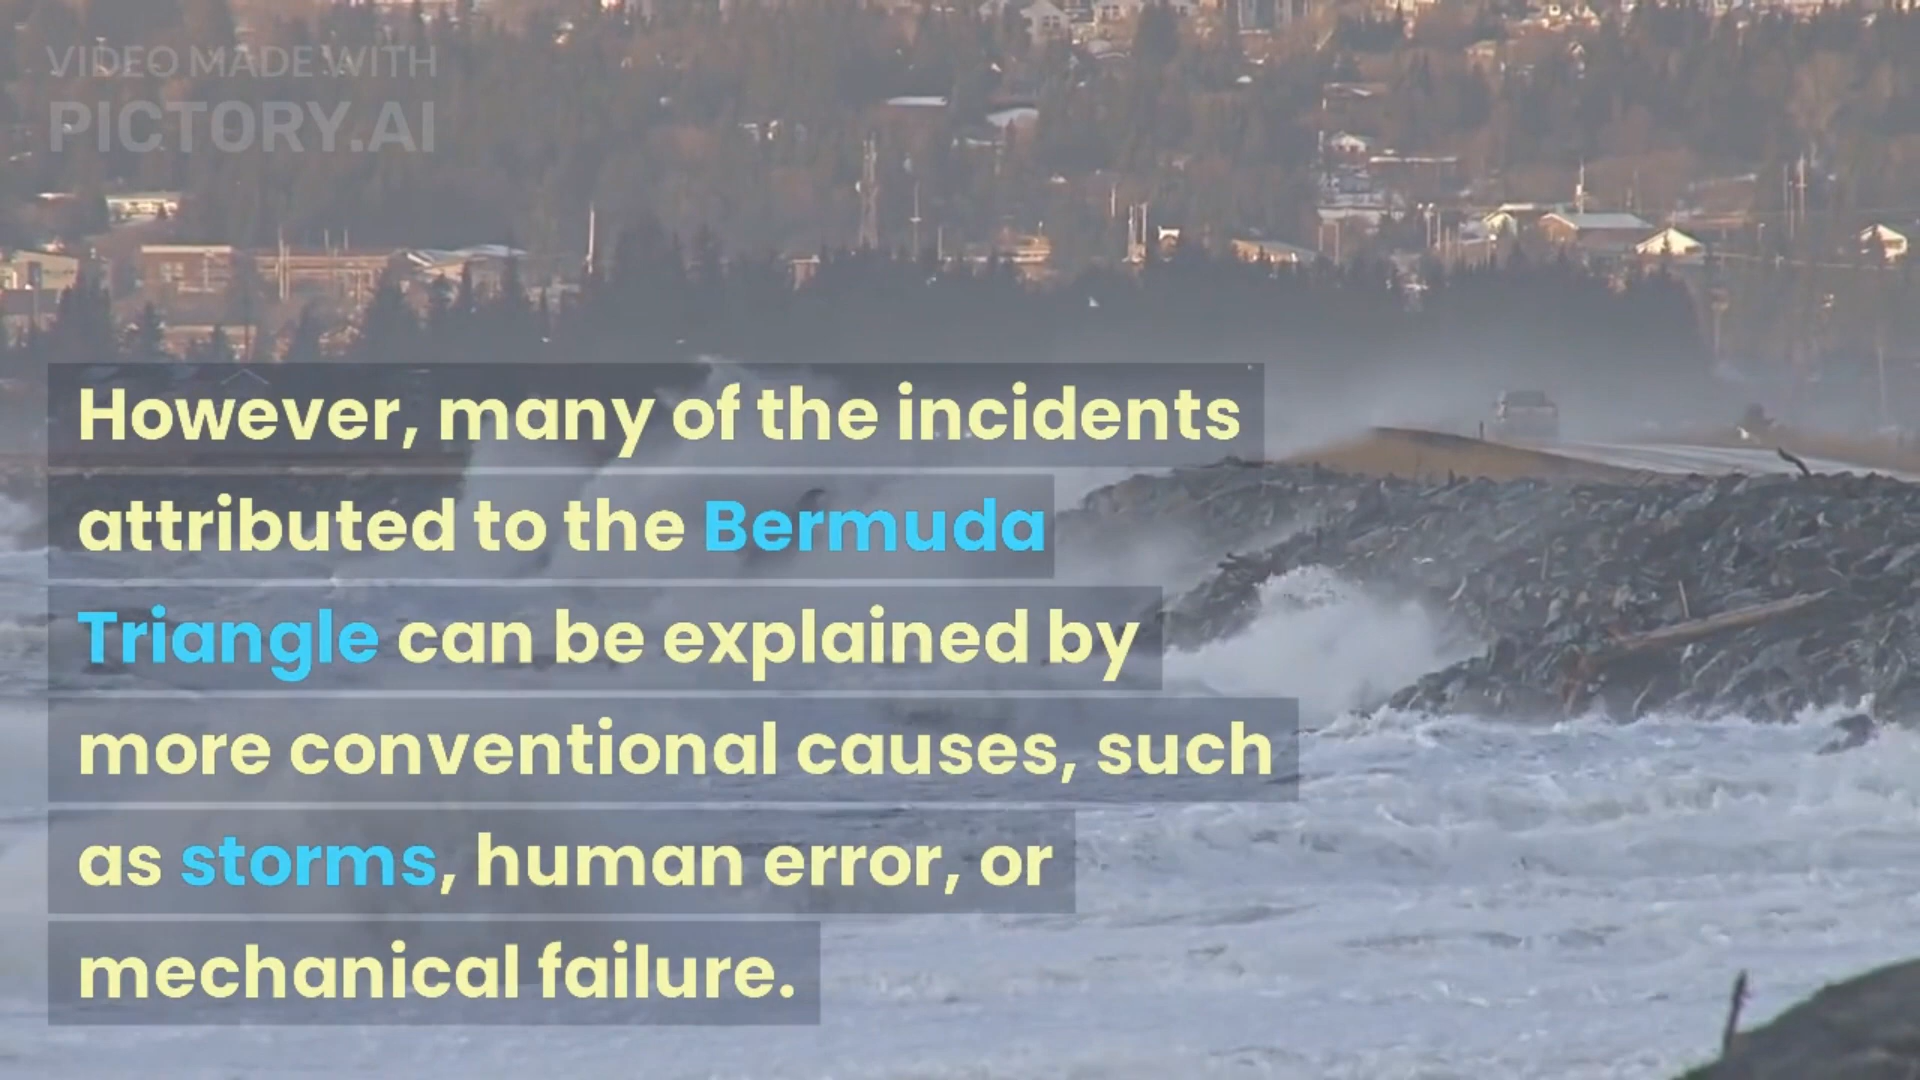 VIDEO MADE WITH
PICTORY.AI
However, many of the incidents
attributed to the Bermuda
Triangle can be explained by
more conventional causes, such
as storms, human error, or
mechanical failure.